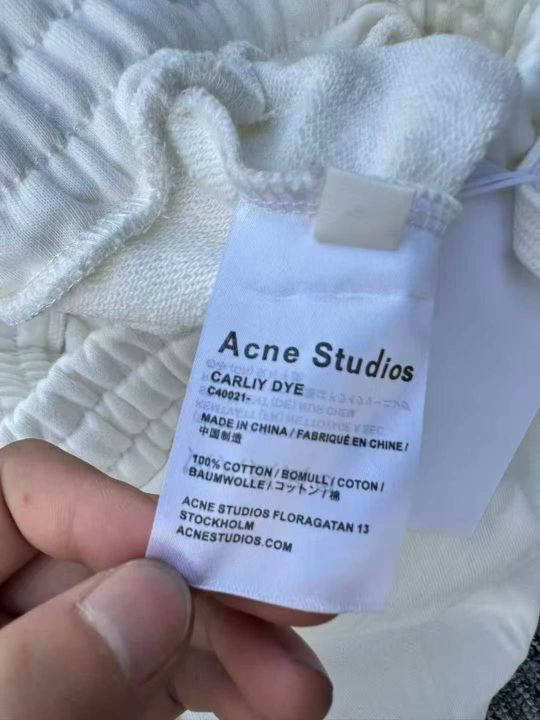 Acne Studios
CARLIY DYE
C40021-
MADE IN CHINA / FABRIQUÉ EN CHINE /
中国制造
100% COTTON / BOMULL / COTON /
BAUMWOLLE / コットン / 棉
ACNE STUDIOS FLORAGATAN 13
STOCKHOLM
ACNESTUDIOS.COM